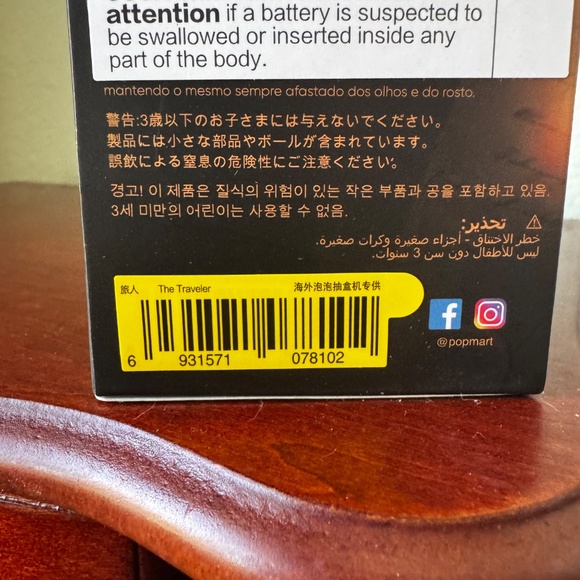 attention if a battery is suspected to
be swallowed or inserted inside any
part of the body.
mantendo o mesmo sempre afastado dos olhos e do rosto.
警告:3歳以下のお子さまには与えないでください。
製品には小さな部品やボールが含まれています。
誤飲による窒息の危険性にご注意ください。
경고! 이 제품은 질식의 위험이 있는 작은 부품과 공을 포함하고 있음.
3세 미만의 어린이는 사용할 수 없음.
⚠ تحذير:
خطر الاختناق - أجزاء صغيرة وكرات صغيرة.
ليس للأطفال دون سن 3 سنوات.
旅人 The Traveler 海外泡泡抽盒机专供
6 931571 078102
@popmart